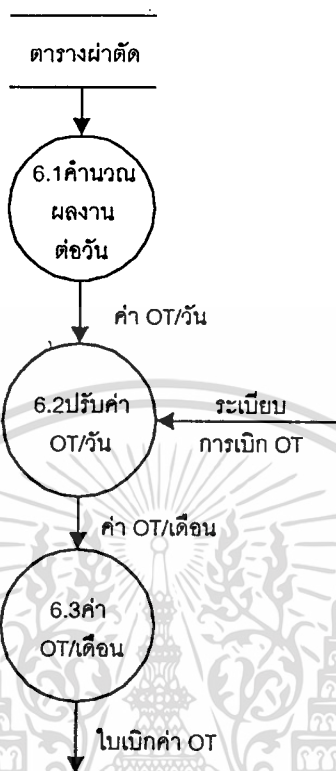 ตารางผ่าตัด
6.1คำนวณ
ผลงาน
ต่อวัน
ค่า OT/วัน
6.2ปรับค่า
OT/วัน
ระเบียบ
การเบิก OT
ค่า OT/เดือน
6.3ค่า
OT/เดือน
ใบเบิกค่า OT